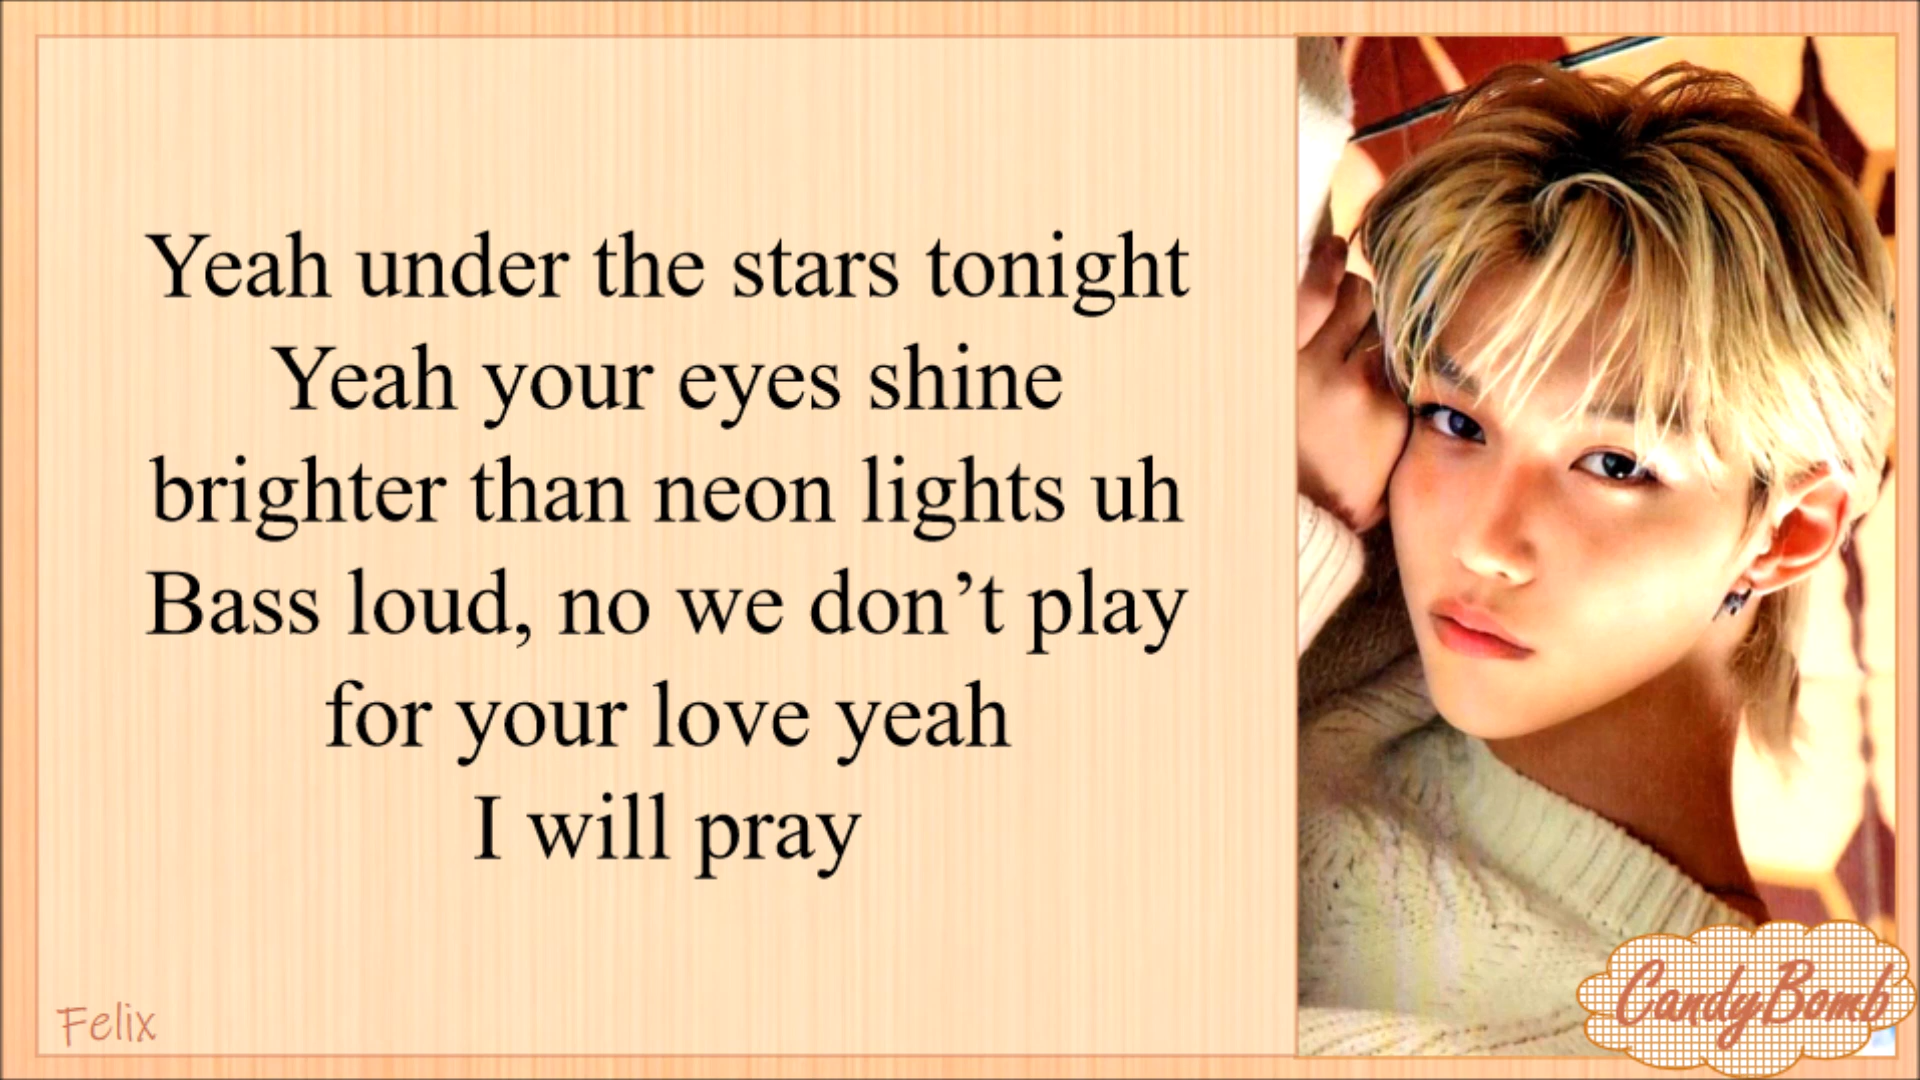 Yeah under the stars tonight
Yeah your eyes shine
brighter than neon lights uh
Bass loud, no we don’t play
for your love yeah
I will pray
Felix
CandyBomb